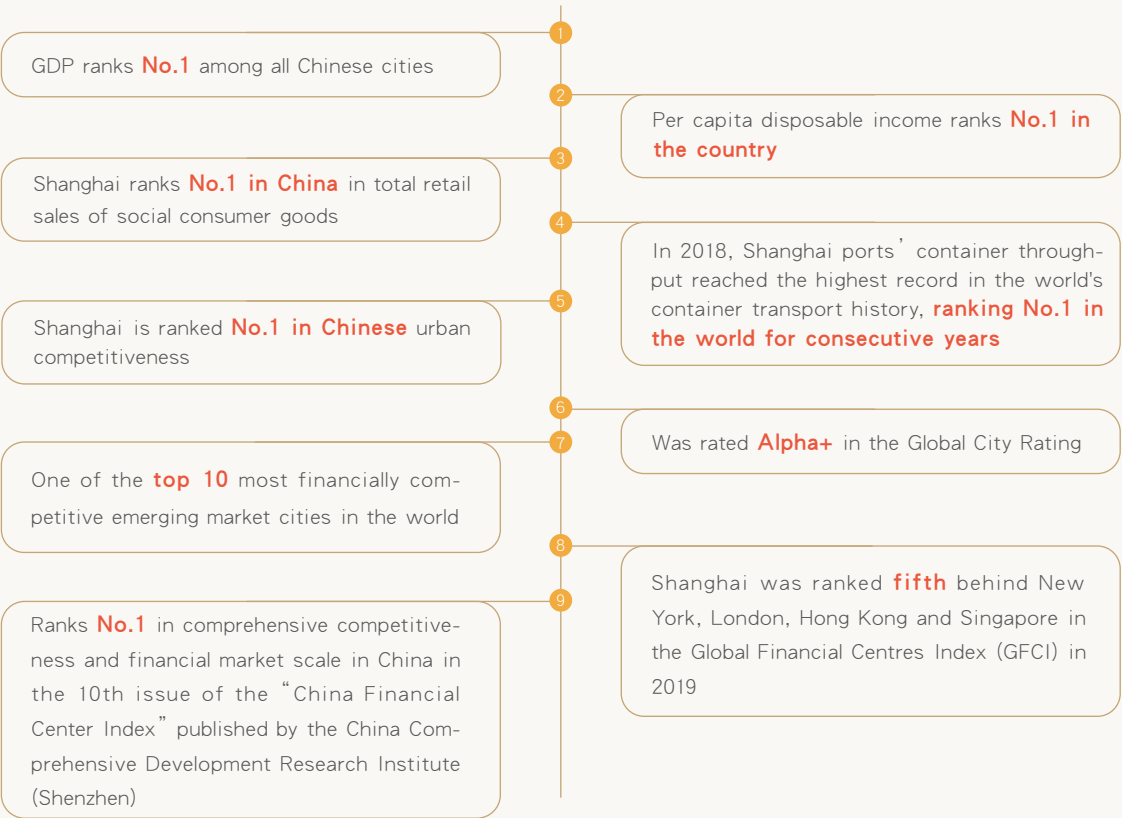 1
GDP ranks No.1 among all Chinese cities
2
Per capita disposable income ranks No.1 in
the country
3
Shanghai ranks No.1 in China in total retail
sales of social consumer goods
4
In 2018, Shanghai ports’ container through-
put reached the highest record in the world's
container transport history, ranking No.1 in
the world for consecutive years
5
Shanghai is ranked No.1 in Chinese urban
competitiveness
6
Was rated Alpha+ in the Global City Rating
7
One of the top 10 most financially com-
petitive emerging market cities in the world
8
Shanghai was ranked fifth behind New
York, London, Hong Kong and Singapore in
the Global Financial Centres Index (GFCI) in
2019
9
Ranks No.1 in comprehensive competitive-
ness and financial market scale in China in
the 10th issue of the “China Financial
Center Index” published by the China Com-
prehensive Development Research Institute
(Shenzhen)